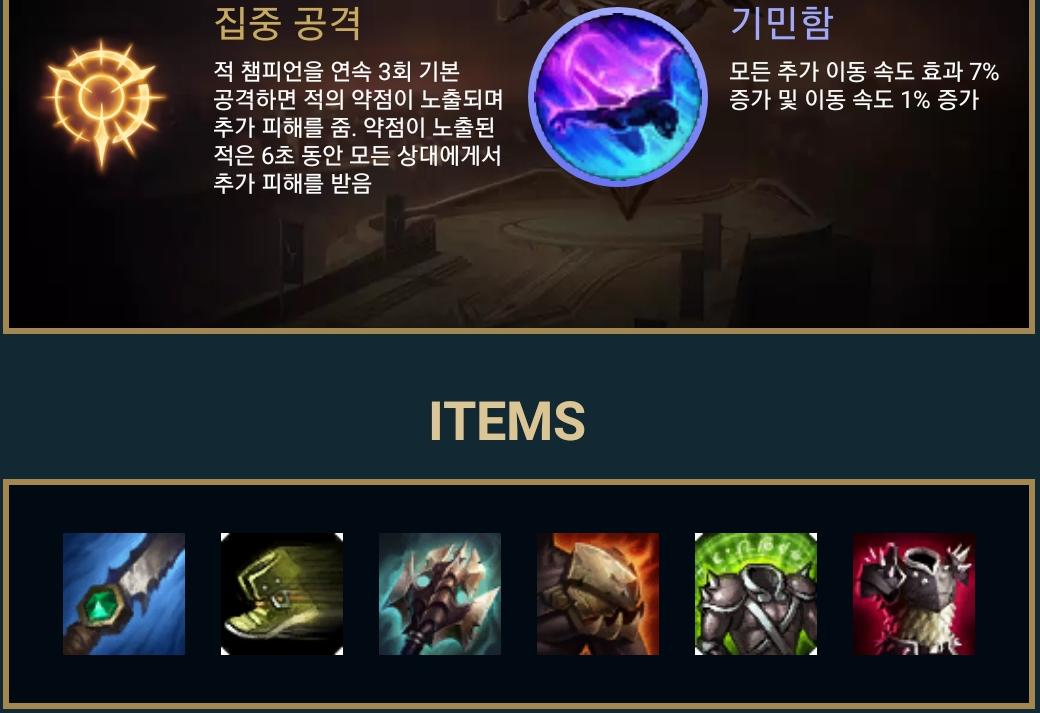 집중 공격
적 챔피언을 연속 3회 기본
공격하면 적의 약점이 노출되며
추가 피해를 줌. 약점이 노출된
적은 6초 동안 모든 상대에게서
추가 피해를 받음
기민함
모든 추가 이동 속도 효과 7%
증가 및 이동 속도 1% 증가
ITEMS